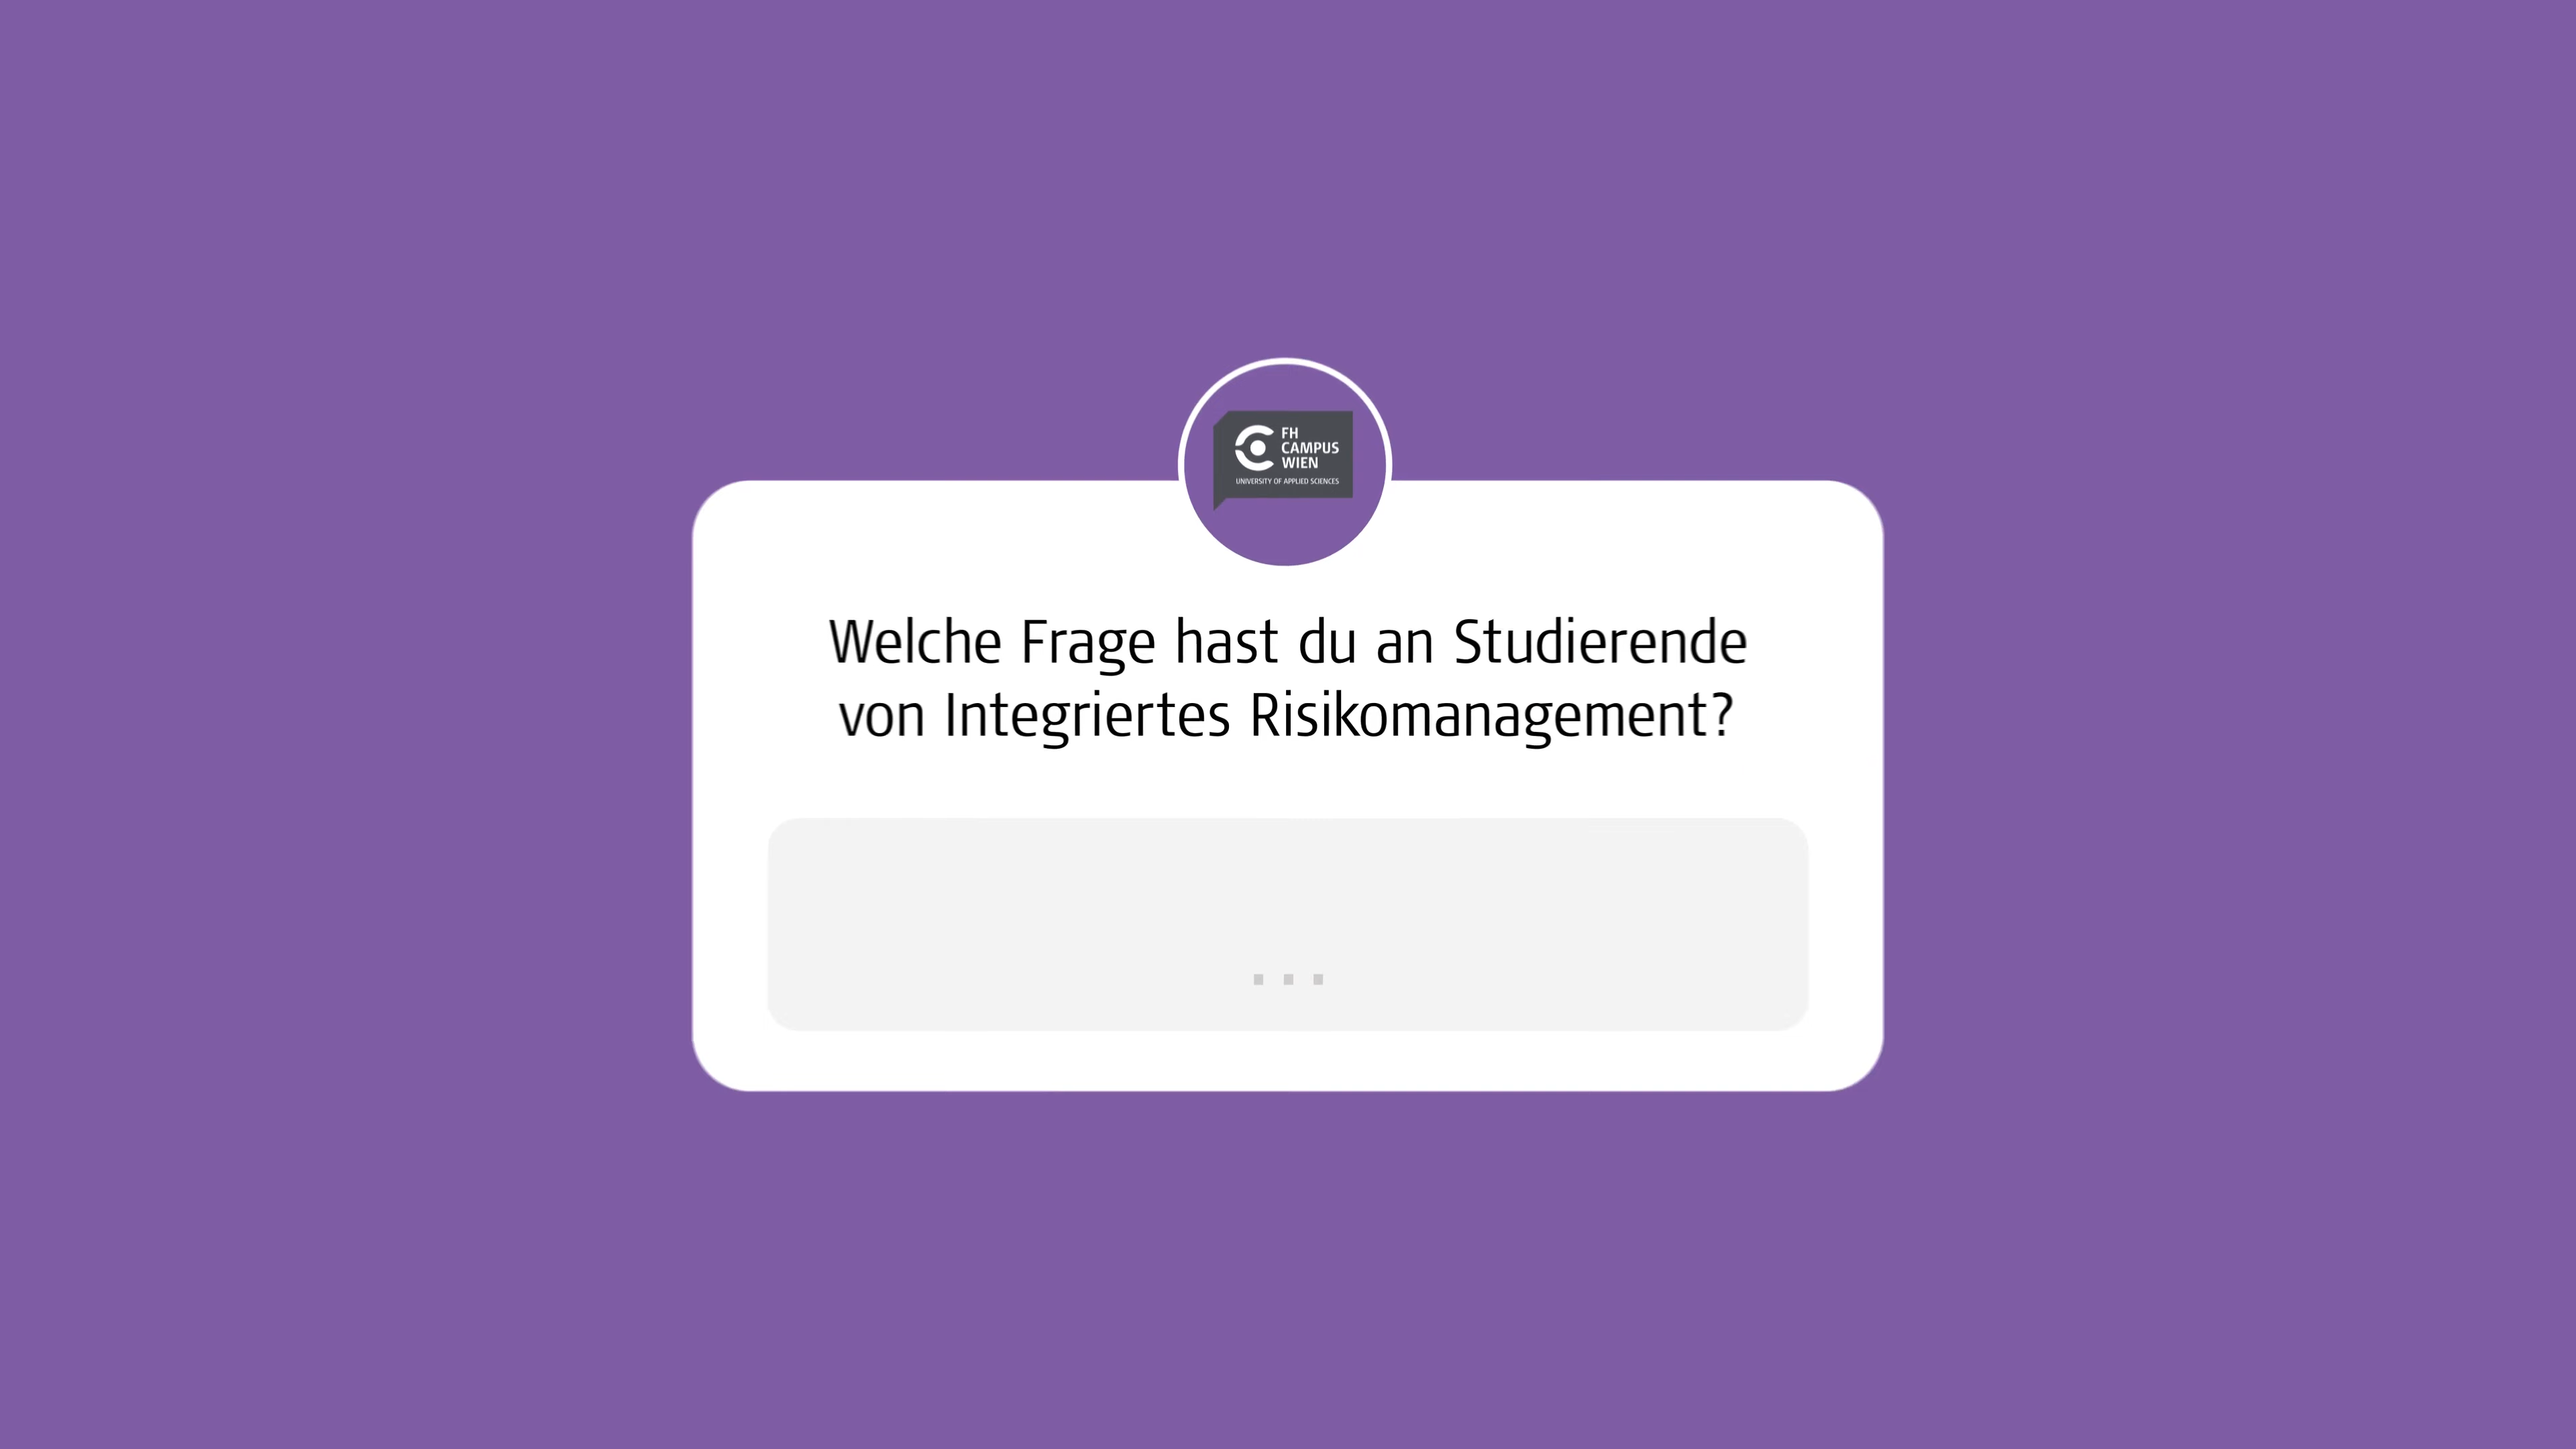 FH
CAMPUS
WIEN
UNIVERSITY OF APPLIED SCIENCES
Welche Frage hast du an Studierende
von Integriertes Risikomanagement?
...